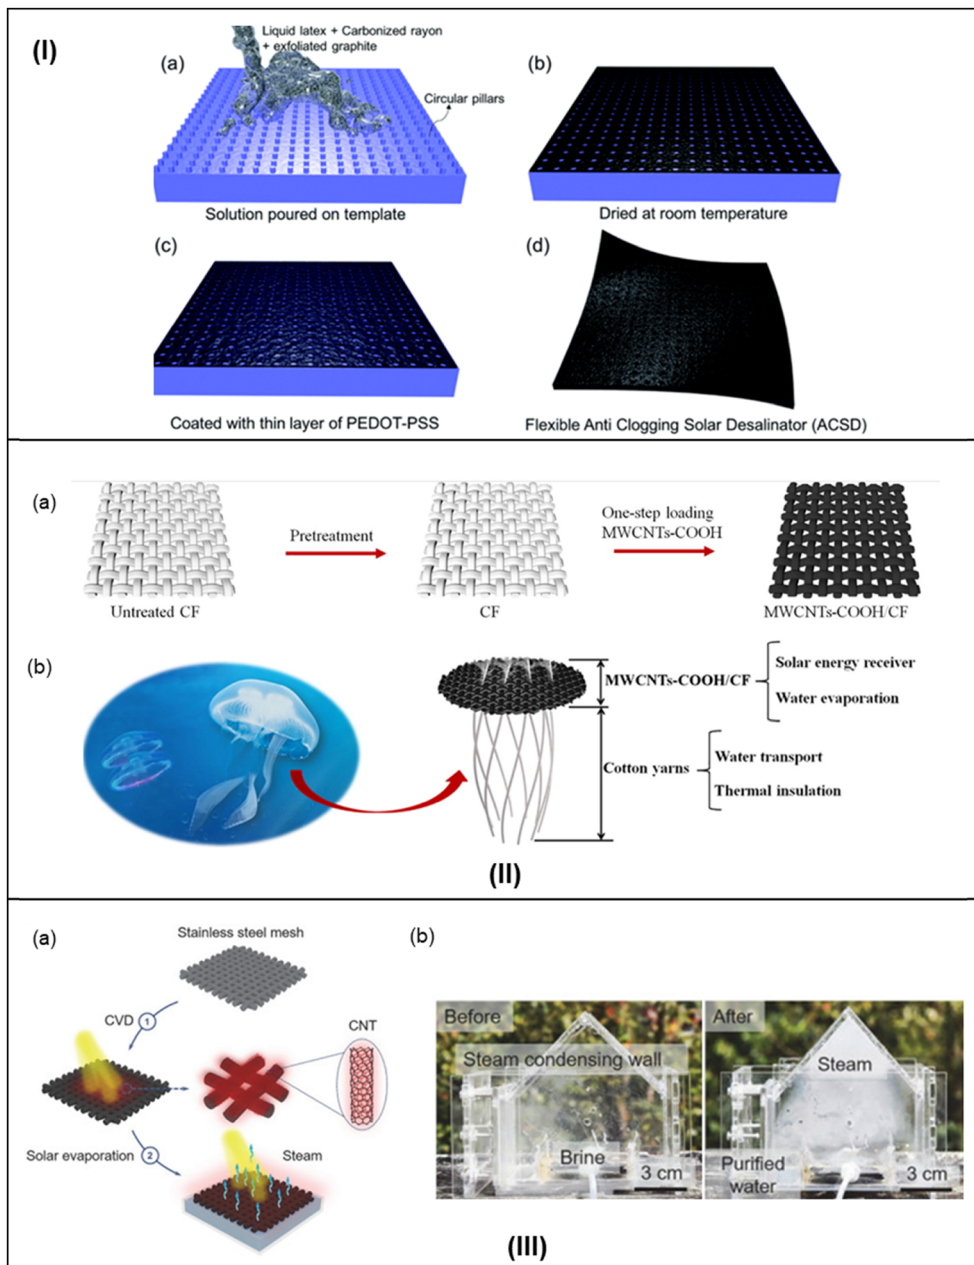 (I)
Liquid latex + Carbonized rayon
+ exfoliated graphite
(a)
Circular pillars
Solution poured on template
(b)
Dried at room temperature
(c)
Coated with thin layer of PEDOT-PSS
(d)
Flexible Anti Clogging Solar Desalinator (ACSD)
(a)
Untreated CF
Pretreatment
CF
One-step loading
MWCNTs-COOH
MWCNTs-COOH/CF
(b)
MWCNTs-COOH/CF
Solar energy receiver
Water evaporation
Cotton yarns
Water transport
Thermal insulation
(II)
(a)
Stainless steel mesh
CVD
1
CNT
Solar evaporation
2
Steam
(b)
Before
Steam condensing wall
Brine
3 cm
After
Steam
Purified
water
3 cm
(III)